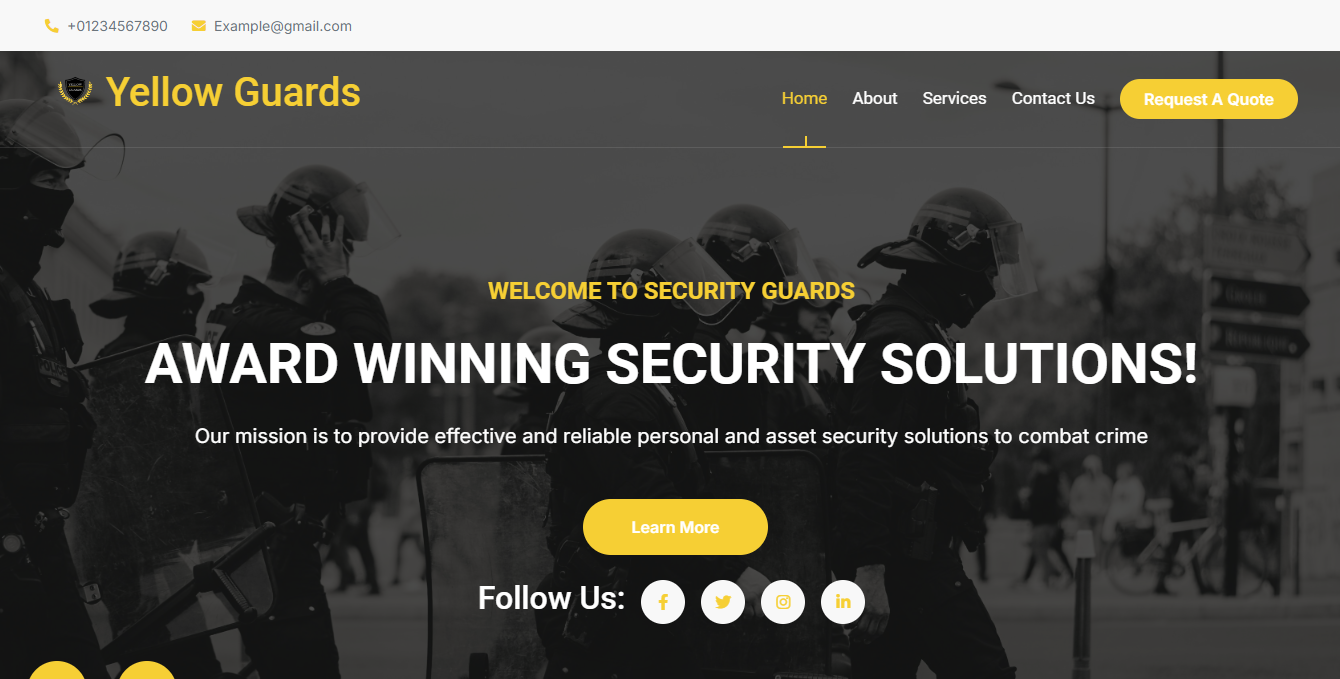 +01234567890 Example@gmail.com
Yellow Guards
Home About Services Contact Us Request A Quote
WELCOME TO SECURITY GUARDS
AWARD WINNING SECURITY SOLUTIONS!
Our mission is to provide effective and reliable personal and asset security solutions to combat crime
Learn More
Follow Us: